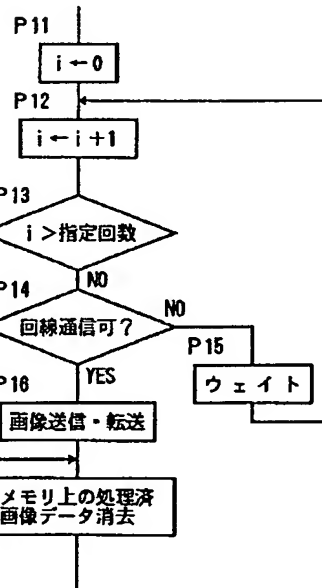 P11
i←0
P12
i←i+1
P13
i＞指定回数
NO
P14
回線通信可？
NO
P15
ウェイト
YES
P16
画像送信・転送
メモリ上の処理済
画像データ消去